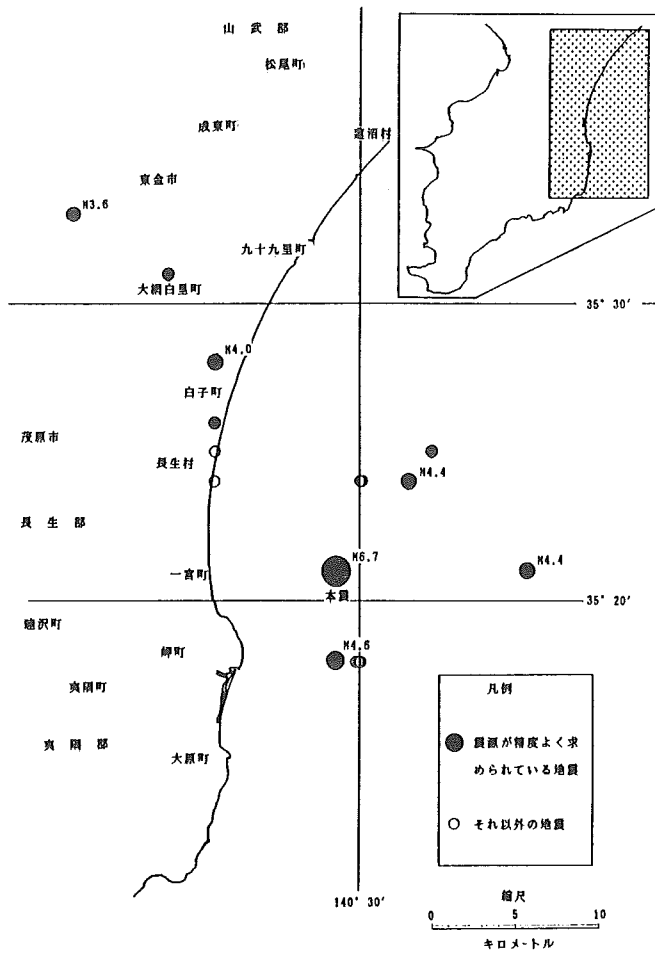 山武郡
松尾町
成東町
蓮沼村
東金市
M3.6
九十九里町
大網白里町
35° 30′
M4.0
白子町
茂原市
長生村
M4.4
長生郡
M6.7
M4.4
一宮町
本震
35° 20′
M4.6
岬町
夷隅町
夷隅郡
大原町
凡例
震源が精度よく求
められている地震
それ以外の地震
140° 30′
縮尺
0 5 10
キロメートル